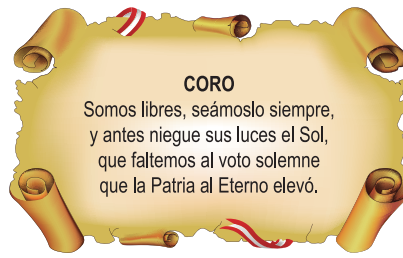 CORO
Somos libres, seámoslo siempre,
y antes niegue sus luces el Sol,
que faltemos al voto solemne
que la Patria al Eterno elevó.